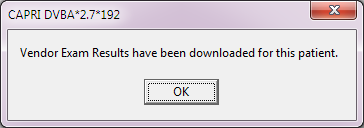 CAPRI DVBA*2.7*192
Vendor Exam Results have been downloaded for this patient.
OK